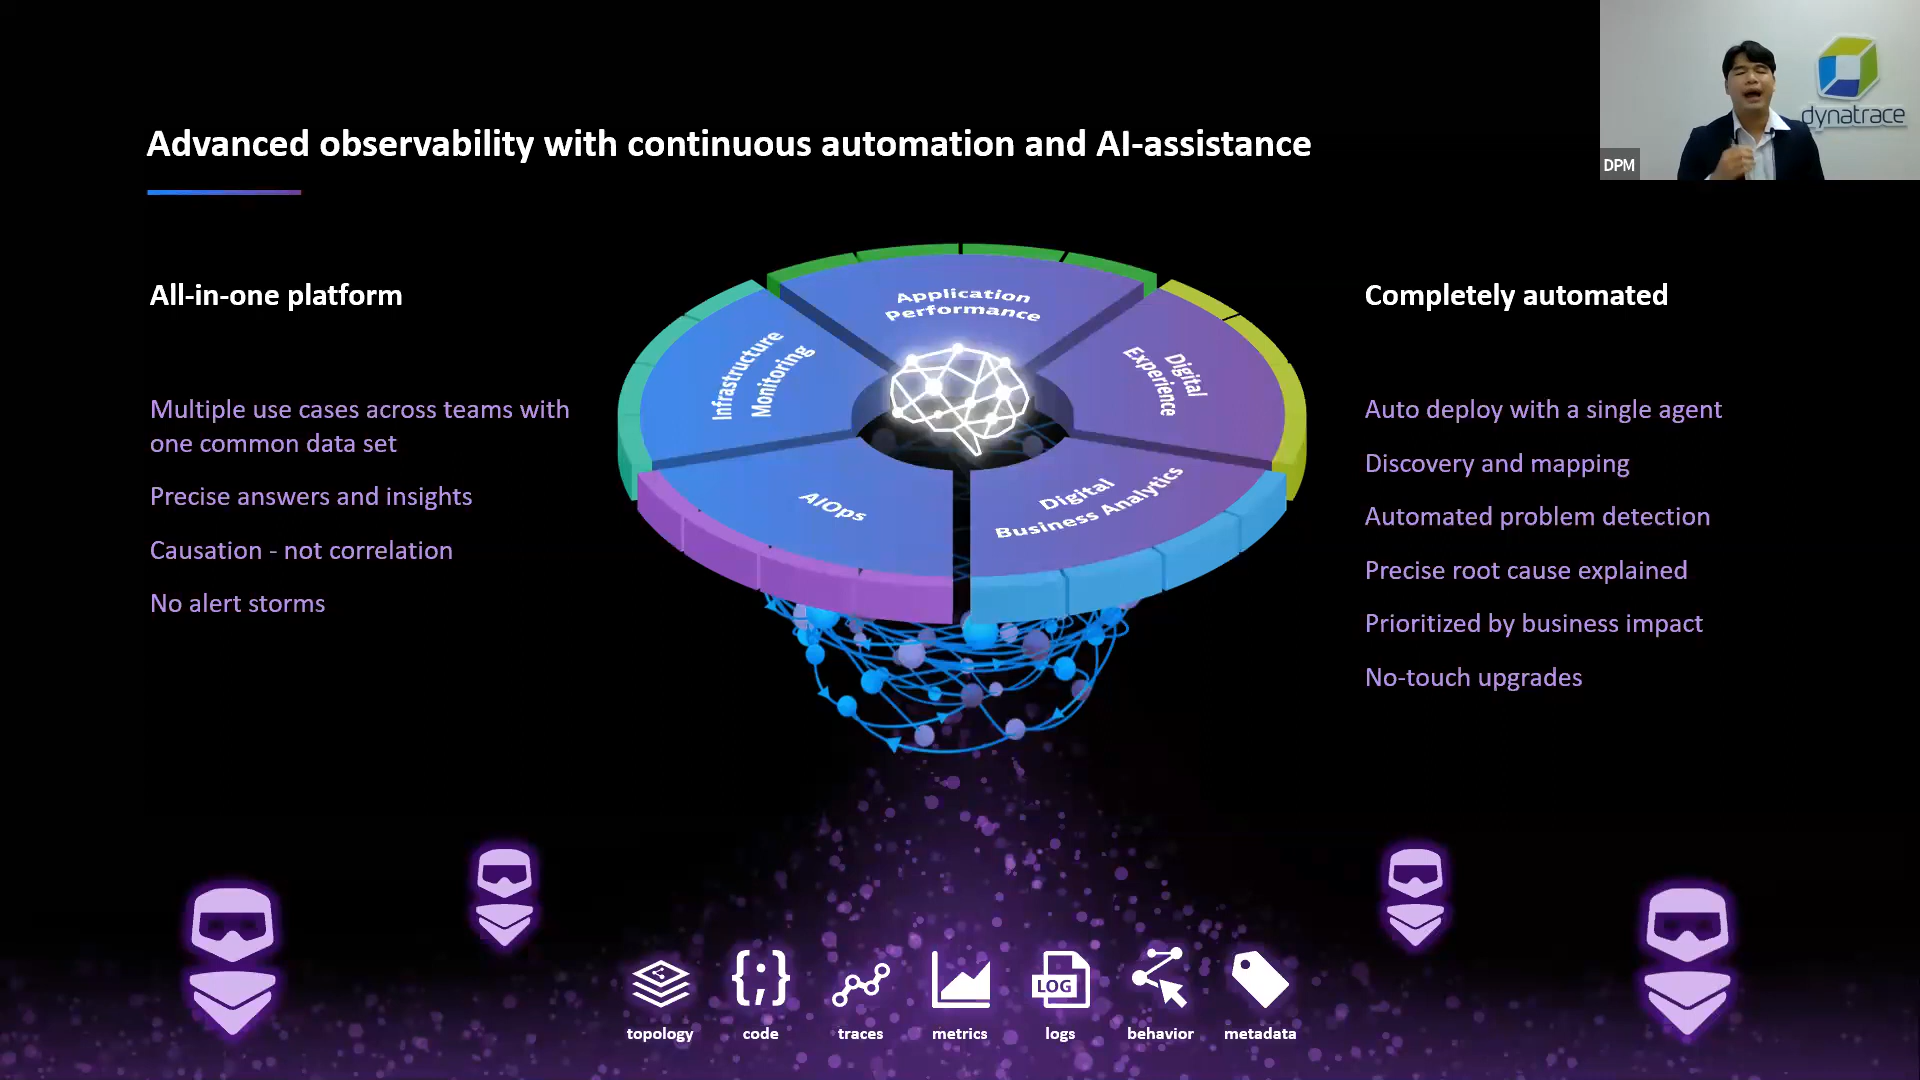 dynatrace
DPM
Advanced observability with continuous automation and AI-assistance
All-in-one platform
Multiple use cases across teams with
one common data set
Precise answers and insights
Causation - not correlation
No alert storms
Application
Performance
Infrastructure
Monitoring
Digital
Experience
AIOps
Digital
Business Analytics
Completely automated
Auto deploy with a single agent
Discovery and mapping
Automated problem detection
Precise root cause explained
Prioritized by business impact
No-touch upgrades
LOG
topology
code
traces
metrics
logs
behavior
metadata